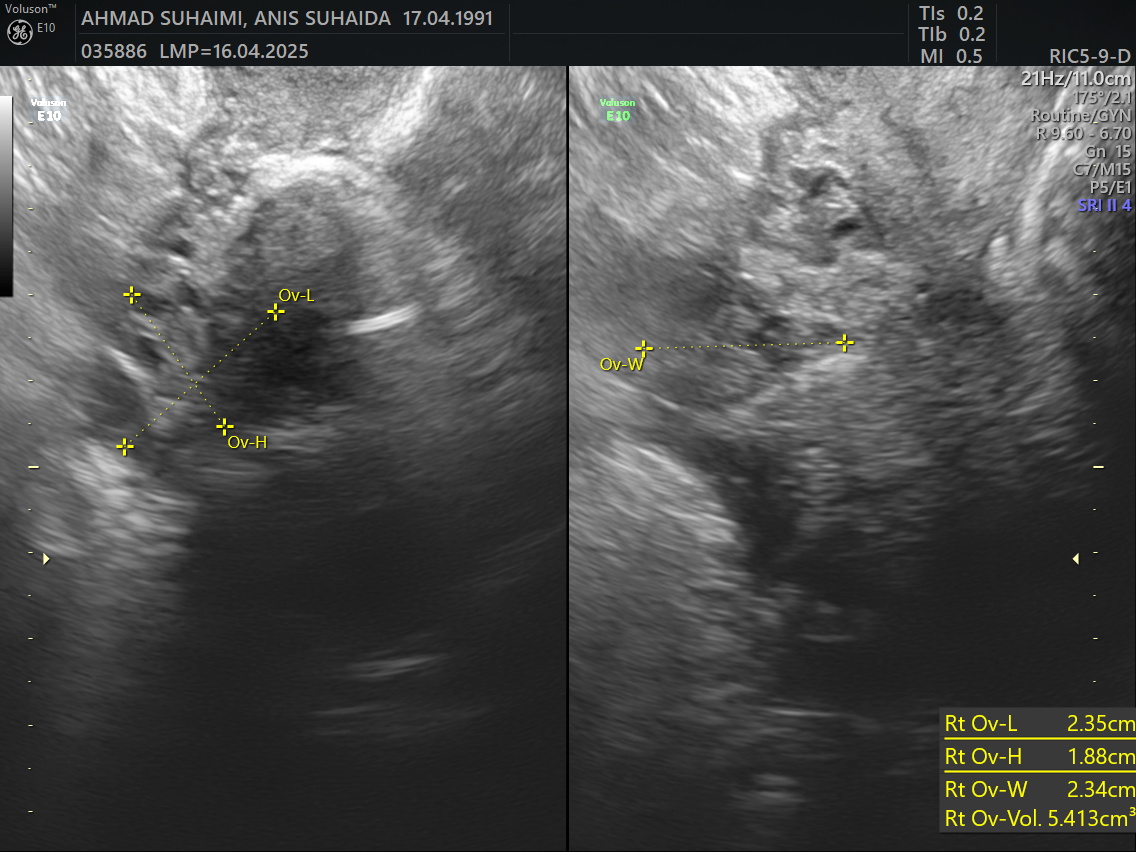 Voluson™
E10
AHMAD SUHAIMI, ANIS SUHAIDA 17.04.1991
035886 LMP=16.04.2025
TIs 0.2
TIb 0.2
MI 0.5
RIC5-9-D
21Hz/11.0cm
175°/2.1
Routine/GYN
R 9.60 - 6.70
Gn 15
C7/M15
P5/E1
SRI II 4
Voluson
E10
Voluson
E10
Ov-L
Ov-H
Ov-W
Rt Ov-L 2.35cm
Rt Ov-H 1.88cm
Rt Ov-W 2.34cm
Rt Ov-Vol. 5.413cm³